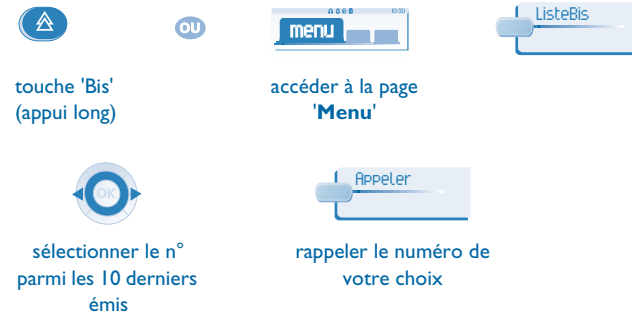 10:30
OU
menu
ListeBis
touche 'Bis'
(appui long)
accéder à la page
'Menu'
OK
Appeler
sélectionner le n°
parmi les 10 derniers
émis
rappeler le numéro de
votre choix